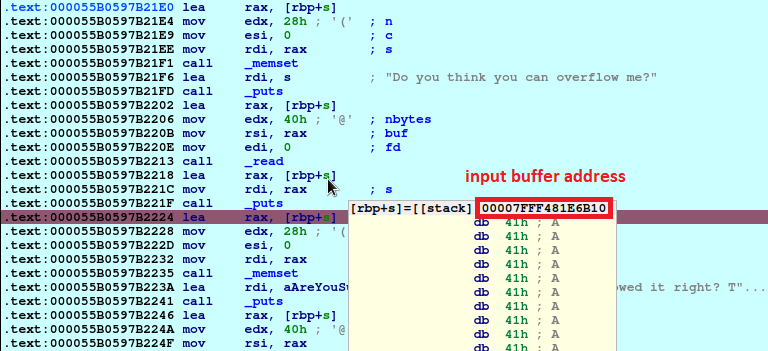 .text:000055B0597B21E0 lea rax, [rbp+s]
.text:000055B0597B21E4 mov edx, 28h ; '(' ; n
.text:000055B0597B21E9 mov esi, 0 ; c
.text:000055B0597B21EE mov rdi, rax ; s
.text:000055B0597B21F1 call _memset
.text:000055B0597B21F6 lea rdi, s ; "Do you think you can overflow me?"
.text:000055B0597B21FD call _puts
.text:000055B0597B2202 lea rax, [rbp+s]
.text:000055B0597B2206 mov edx, 40h ; '@' ; nbytes
.text:000055B0597B220B mov rsi, rax ; buf
.text:000055B0597B220E mov edi, 0 ; fd
.text:000055B0597B2213 call _read
.text:000055B0597B2218 lea rax, [rbp+s]
input buffer address
.text:000055B0597B221C mov rdi, rax ; s
.text:000055B0597B221F call _puts
[rbp+s]=[[stack] 00007FFF481E6B10
.text:000055B0597B2224 lea rax, [rbp+s]
db 41h ; A
.text:000055B0597B2228 mov edx, 28h ; '(
db 41h ; A
.text:000055B0597B222D mov esi, 0
db 41h ; A
.text:000055B0597B2232 mov rdi, rax
db 41h ; A
.text:000055B0597B2235 call _memset
db 41h ; A
.text:000055B0597B223A lea rdi, aAreYouS
db 41h ; A
owed it right? T"...
.text:000055B0597B2241 call _puts
db 41h ; A
.text:000055B0597B2246 lea rax, [rbp+s]
db 41h ; A
.text:000055B0597B224A mov edx, 40h ; '@
db 41h ; A
.text:000055B0597B224F mov rsi, rax
db 41h ; A